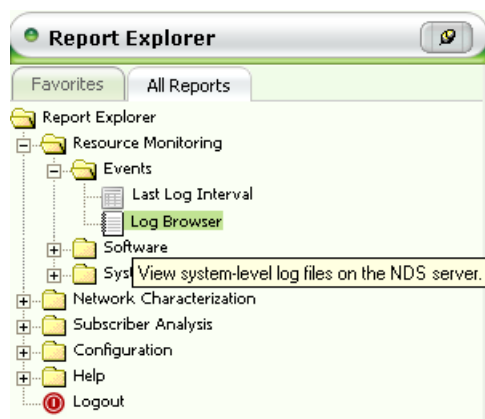 Report Explorer
Favorites All Reports
Report Explorer
Resource Monitoring
Events
Last Log Interval
Log Browser
Software
Syst
View system-level log files on the NDS server.
Network Characterization
Subscriber Analysis
Configuration
Help
Logout